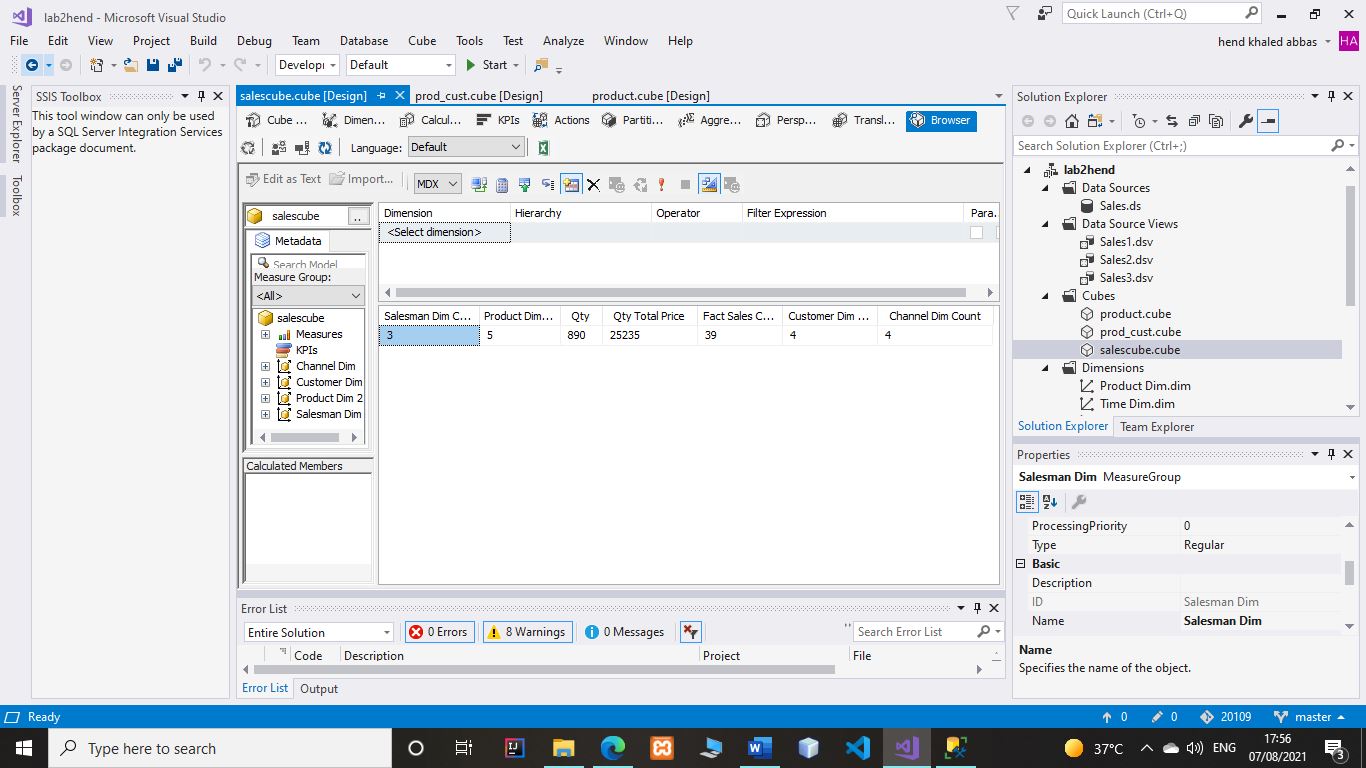 lab2hend - Microsoft Visual Studio
Quick Launch (Ctrl+Q)
File Edit View Project Build Debug Team Database Cube Tools Test Analyze Window Help
hend khaled abbas HA
Developı Default Start
Server Explorer
Toolbox
SSIS Toolbox
This tool window can only be used
by a SQL Server Integration Services
package document.
salescube.cube [Design] prod_cust.cube [Design] product.cube [Design]
Cube ... Dimen... Calcul... KPIs Actions Partiti... Aggre... Persp... Transl... Browser
Language: Default
Edit as Text Import... MDX
salescube ..
Metadata
Search Model
Measure Group:
<All>
salescube
Measures
KPIs
Channel Dim
Customer Dim
Product Dim 2
Salesman Dim
Calculated Members
Dimension Hierarchy Operator Filter Expression Para...
<Select dimension>
Salesman Dim C... Product Dim... Qty Qty Total Price Fact Sales C... Customer Dim ... Channel Dim Count
3 5 890 25235 39 4 4
Error List
Entire Solution 0 Errors 8 Warnings 0 Messages Search Error List
Code Description Project File
Error List Output
Solution Explorer
Search Solution Explorer (Ctrl+;)
lab2hend
Data Sources
Sales.ds
Data Source Views
Sales1.dsv
Sales2.dsv
Sales3.dsv
Cubes
product.cube
prod_cust.cube
salescube.cube
Dimensions
Product Dim.dim
Time Dim.dim
Solution Explorer Team Explorer
Properties
Salesman Dim MeasureGroup
ProcessingPriority 0
Type Regular
Basic
Description
ID Salesman Dim
Name Salesman Dim
Name
Specifies the name of the object.
Ready 0 0 20109 master
Type here to search
37°C ENG 17:56
07/08/2021 3